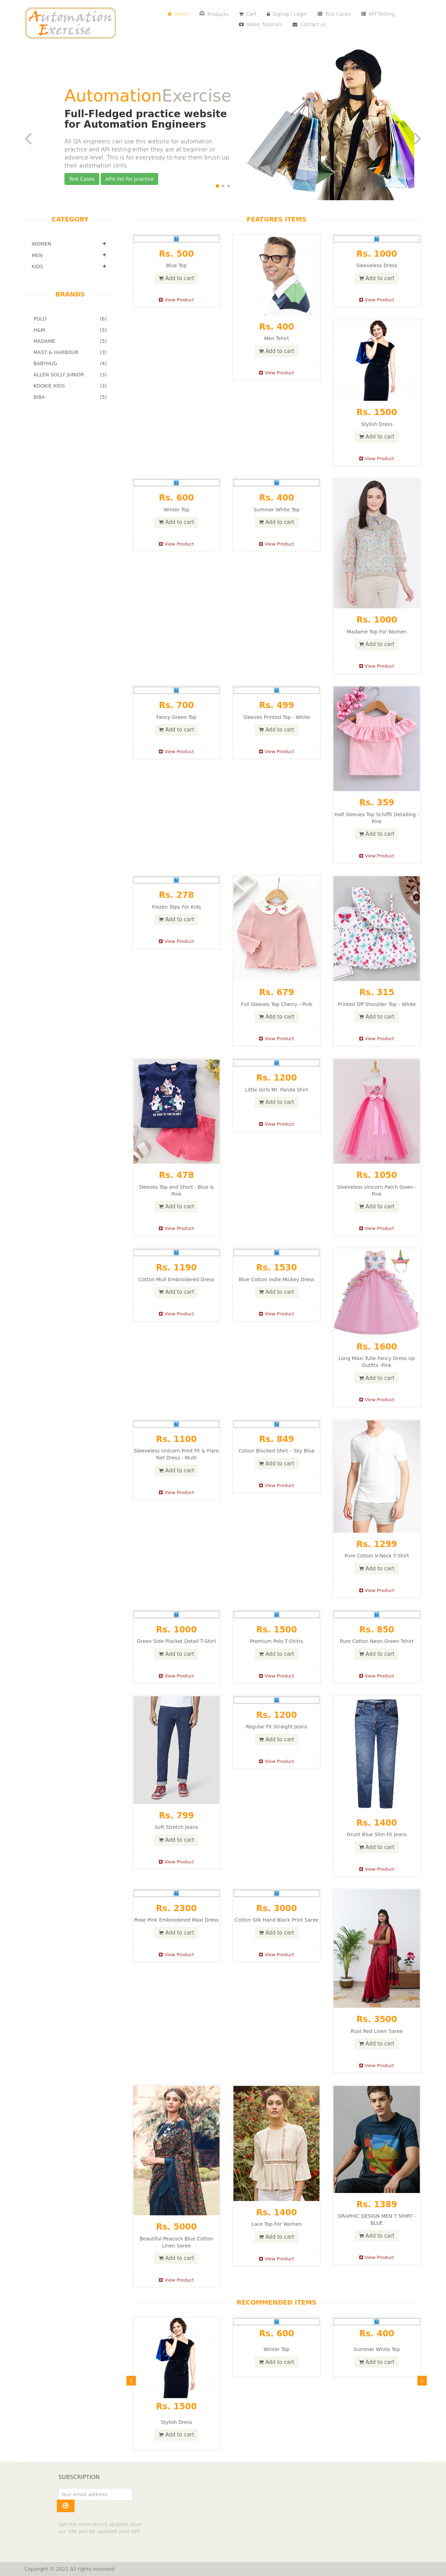 Automation
Exercise
Home
Products
Cart
Signup / Login
Test Cases
API Testing
Video Tutorials
Contact us
AutomationExercise
Full-Fledged practice website
for Automation Engineers
All QA engineers can use this website for automation
practice and API testing either they are at beginner or
advance level. This is for everybody to help them brush up
their automation skills.
Test Cases
APIs list for practice
CATEGORY
WOMEN
MEN
KIDS
BRANDS
POLO (6)
H&M (5)
MADAME (5)
MAST & HARBOUR (3)
BABYHUG (4)
ALLEN SOLLY JUNIOR (3)
KOOKIE KIDS (3)
BIBA (5)
FEATURES ITEMS
Rs. 500
Blue Top
Add to cart
View Product
Rs. 400
Men Tshirt
Add to cart
View Product
Rs. 1000
Sleeveless Dress
Add to cart
View Product
Rs. 1500
Stylish Dress
Add to cart
View Product
Rs. 600
Winter Top
Add to cart
View Product
Rs. 400
Summer White Top
Add to cart
View Product
Rs. 1000
Madame Top For Women
Add to cart
View Product
Rs. 700
Fancy Green Top
Add to cart
View Product
Rs. 499
Sleeves Printed Top - White
Add to cart
View Product
Rs. 359
Half Sleeves Top Schiffli Detailing -
Pink
Add to cart
View Product
Rs. 278
Frozen Tops For Kids
Add to cart
View Product
Rs. 679
Full Sleeves Top Cherry - Pink
Add to cart
View Product
Rs. 315
Printed Off Shoulder Top - White
Add to cart
View Product
Rs. 478
Sleeves Top and Short - Blue &
Pink
Add to cart
View Product
Rs. 1200
Little Girls Mr. Panda Shirt
Add to cart
View Product
Rs. 1050
Sleeveless Unicorn Patch Gown -
Pink
Add to cart
View Product
Rs. 1190
Cotton Mull Embroidered Dress
Add to cart
View Product
Rs. 1530
Blue Cotton Indie Mickey Dress
Add to cart
View Product
Rs. 1600
Long Maxi Tulle Fancy Dress Up
Outfits -Pink
Add to cart
View Product
Rs. 1100
Sleeveless Unicorn Print Fit & Flare
Net Dress - Multi
Add to cart
View Product
Rs. 849
Colour Blocked Shirt – Sky Blue
Add to cart
View Product
Rs. 1299
Pure Cotton V-Neck T-Shirt
Add to cart
View Product
Rs. 1000
Green Side Placket Detail T-Shirt
Add to cart
View Product
Rs. 1500
Premium Polo T-Shirts
Add to cart
View Product
Rs. 850
Pure Cotton Neon Green Tshirt
Add to cart
View Product
Rs. 799
Soft Stretch Jeans
Add to cart
View Product
Rs. 1200
Regular Fit Straight Jeans
Add to cart
View Product
Rs. 1400
Grunt Blue Slim Fit Jeans
Add to cart
View Product
Rs. 2300
Rose Pink Embroidered Maxi Dress
Add to cart
View Product
Rs. 3000
Cotton Silk Hand Block Print Saree
Add to cart
View Product
Rs. 3500
Rust Red Linen Saree
Add to cart
View Product
Rs. 5000
Beautiful Peacock Blue Cotton
Linen Saree
Add to cart
View Product
Rs. 1400
Lace Top For Women
Add to cart
View Product
Rs. 1389
GRAPHIC DESIGN MEN T SHIRT -
BLUE
Add to cart
View Product
RECOMMENDED ITEMS
Rs. 1500
Stylish Dress
Add to cart
Rs. 600
Winter Top
Add to cart
Rs. 400
Summer White Top
Add to cart
SUBSCRIPTION
Your email address
Get the most recent updates from
our site and be updated your self...
Copyright © 2021 All rights reserved